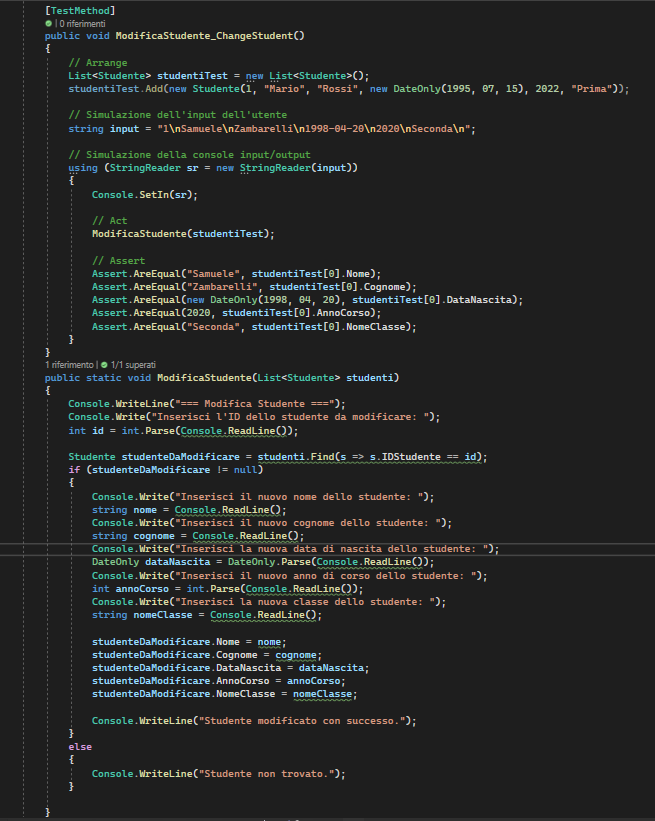 [TestMethod]
| 0 riferimenti
public void ModificaStudente_ChangeStudent()
{
// Arrange
List<Studente> studentiTest = new List<Studente>();
studentiTest.Add(new Studente(1, "Mario", "Rossi", new DateOnly(1995, 07, 15), 2022, "Prima"));
// Simulazione dell'input dell'utente
string input = "1\nSamuele\nZambarelli\n1998-04-20\n2020\nSeconda\n";
// Simulazione della console input/output
using (StringReader sr = new StringReader(input))
{
Console.SetIn(sr);
// Act
ModificaStudente(studentiTest);
// Assert
Assert.AreEqual("Samuele", studentiTest[0].Nome);
Assert.AreEqual("Zambarelli", studentiTest[0].Cognome);
Assert.AreEqual(new DateOnly(1998, 04, 20), studentiTest[0].DataNascita);
Assert.AreEqual(2020, studentiTest[0].AnnoCorso);
Assert.AreEqual("Seconda", studentiTest[0].NomeClasse);
}
}
1 riferimento | 1/1 superati
public static void ModificaStudente(List<Studente> studenti)
{
Console.WriteLine("=== Modifica Studente ===");
Console.Write("Inserisci l'ID dello studente da modificare: ");
int id = int.Parse(Console.ReadLine());
Studente studenteDaModificare = studenti.Find(s => s.IDStudente == id);
if (studenteDaModificare != null)
{
Console.Write("Inserisci il nuovo nome dello studente: ");
string nome = Console.ReadLine();
Console.Write("Inserisci il nuovo cognome dello studente: ");
string cognome = Console.ReadLine();
Console.Write("Inserisci la nuova data di nascita dello studente: ");
DateOnly dataNascita = DateOnly.Parse(Console.ReadLine());
Console.Write("Inserisci il nuovo anno di corso dello studente: ");
int annoCorso = int.Parse(Console.ReadLine());
Console.Write("Inserisci la nuova classe dello studente: ");
string nomeClasse = Console.ReadLine();
studenteDaModificare.Nome = nome;
studenteDaModificare.Cognome = cognome;
studenteDaModificare.DataNascita = dataNascita;
studenteDaModificare.AnnoCorso = annoCorso;
studenteDaModificare.NomeClasse = nomeClasse;
Console.WriteLine("Studente modificato con successo.");
}
else
{
Console.WriteLine("Studente non trovato.");
}
}